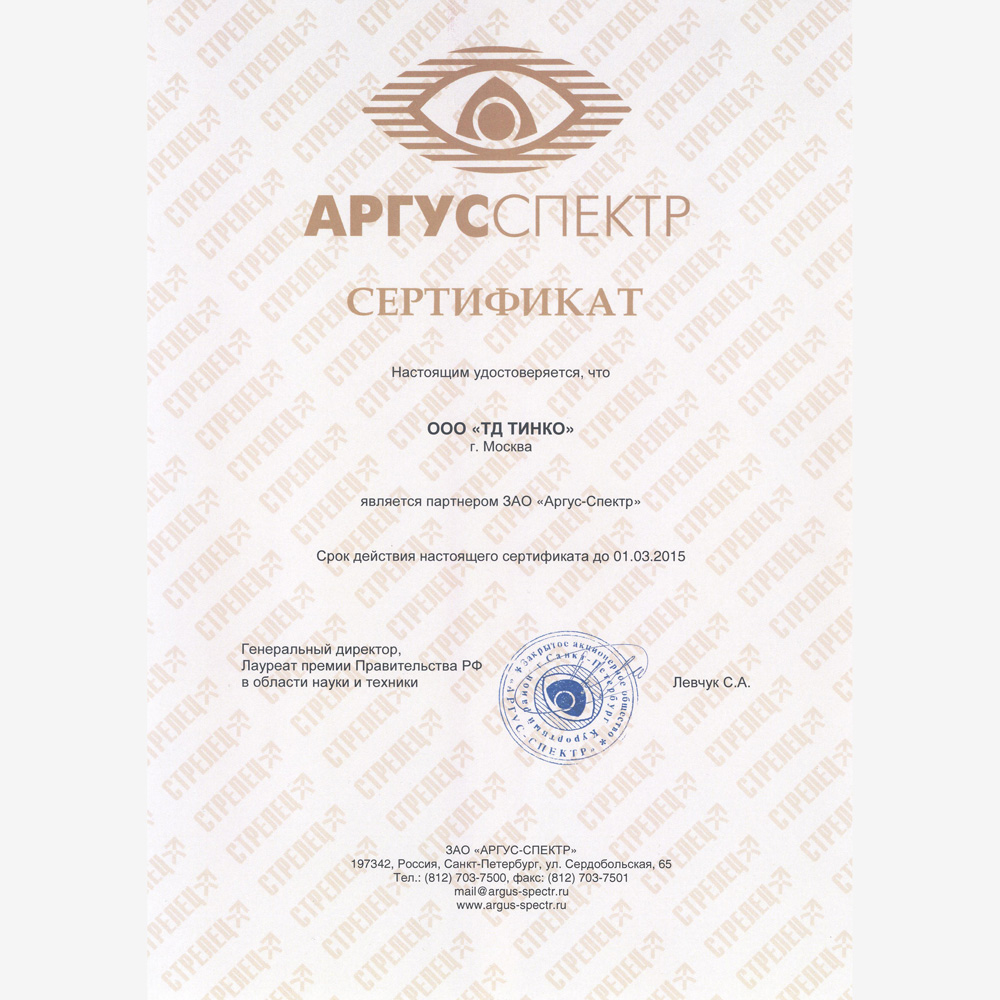 АРГУССПЕКТР
СЕРТИФИКАТ
Настоящим удостоверяется, что
ООО «ТД ТИНКО»
г. Москва
является партнером ЗАО «Аргус-Спектр»
Срок действия настоящего сертификата до 01.03.2015
Генеральный директор,
Лауреат премии Правительства РФ
в области науки и техники
Закрытое акционерное общество
г. Санкт-Петербург Курортный район
"АРГУС-СПЕКТР"
Левчук С.А.
ЗАО «АРГУС-СПЕКТР»
197342, Россия, Санкт-Петербург, ул. Сердобольская, 65
Тел.: (812) 703-7500, факс: (812) 703-7501
mail@argus-spectr.ru
www.argus-spectr.ru
СТРЕЛЕЦ